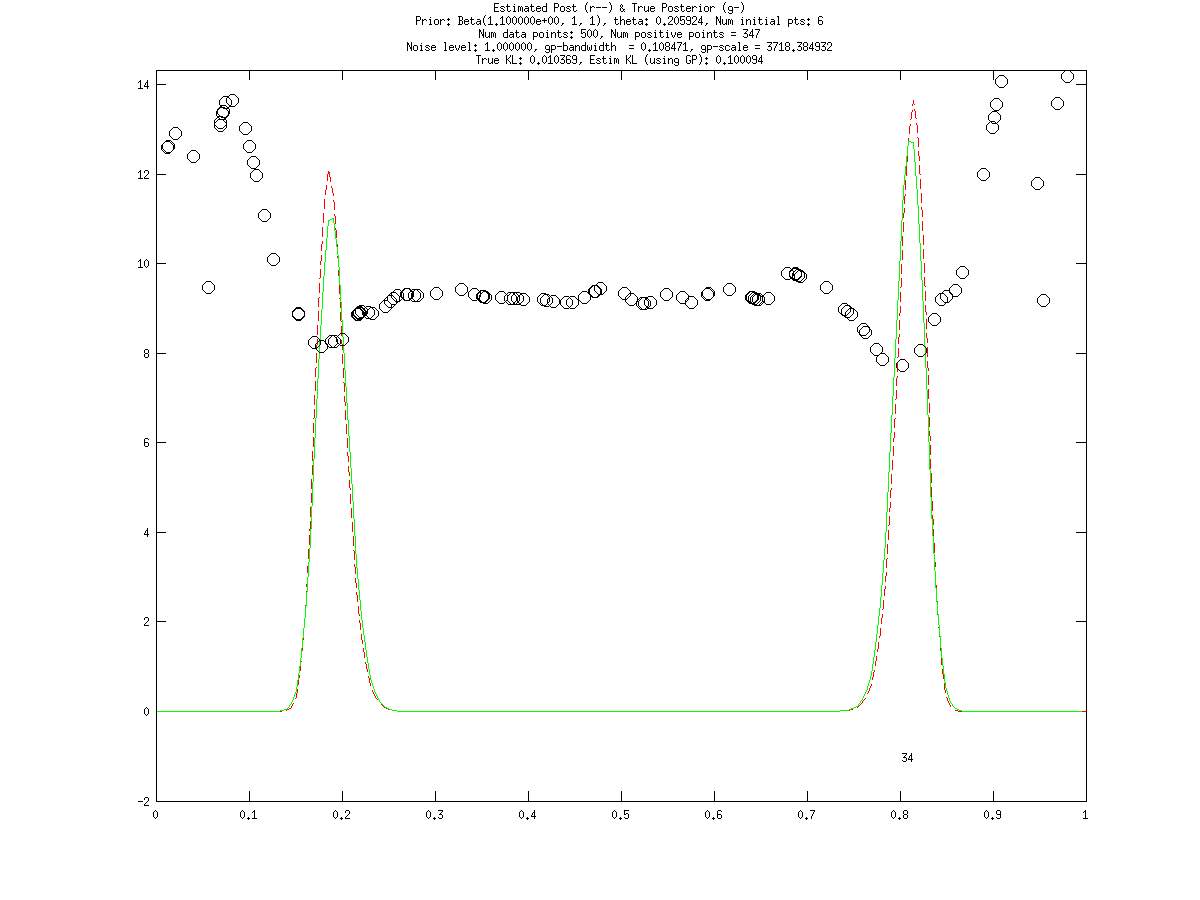 Estimated Post (r--) & True Posterior (g-)
Prior: Beta(1.100000e+00, 1, 1), theta: 0.205924, Num initial pts: 6
Num data points: 500, Num positive points = 347
Noise level: 1.000000, gp-bandwidth  = 0.108471, gp-scale = 3718.384932
True KL: 0.010369, Estim KL (using GP): 0.100094
14
12
10
8
6
4
2
0
34
-2
0 0.1 0.2 0.3 0.4 0.5 0.6 0.7 0.8 0.9 1